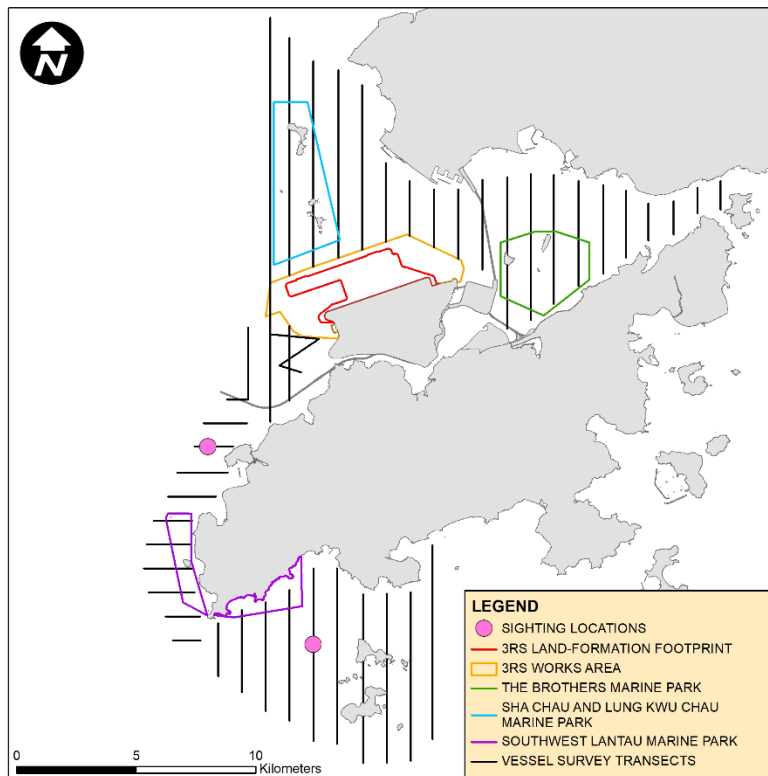 N
LEGEND
SIGHTING LOCATIONS
3RS LAND-FORMATION FOOTPRINT
3RS WORKS AREA
THE BROTHERS MARINE PARK
SHA CHAU AND LUNG KWU CHAU
MARINE PARK
SOUTHWEST LANTAU MARINE PARK
VESSEL SURVEY TRANSECTS
0 5 10
Kilometers